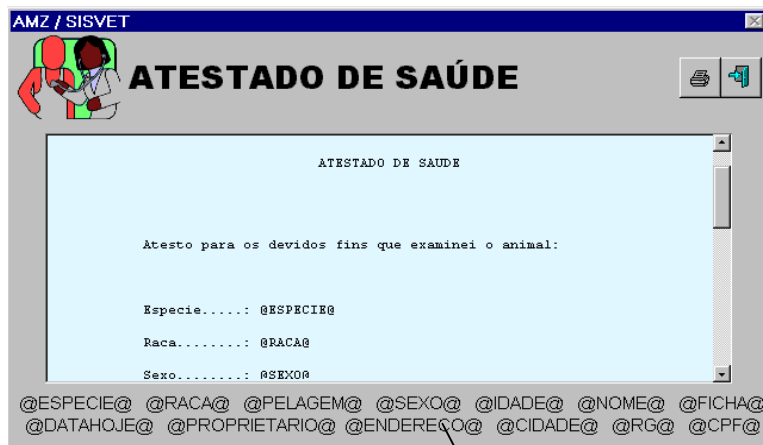 AMZ / SISVET
ATESTADO DE SAÚDE
ATESTADO DE SAUDE
Atesto para os devidos fins que examinei o animal:
Especie.....: @ESPECIE@
Raca........: @RACA@
Sexo........: @SEXO@
@ESPECIE@ @RACA@ @PELAGEM@ @SEXO@ @IDADE@ @NOME@ @FICHA@
@DATAHOJE@ @PROPRIETARIO@ @ENDERECO@ @CIDADE@ @RG@ @CPF@